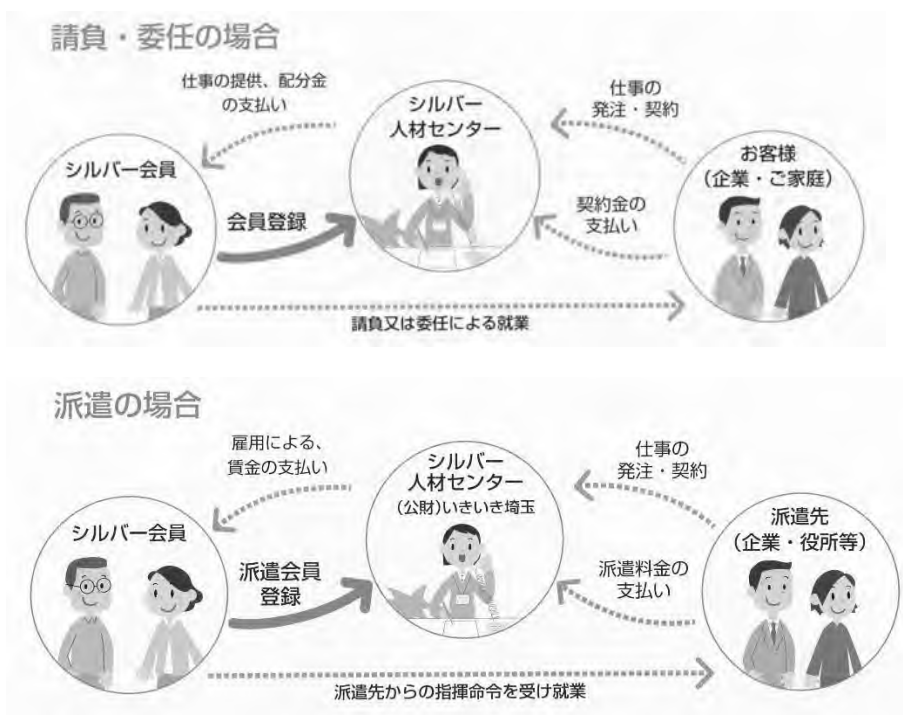 請負・委任の場合
仕事の提供、配分金
の支払い
シルバー
人材センター
仕事の
発注・契約
シルバー会員
お客様
(企業・ご家庭)
会員登録
契約金の
支払い
請負又は委任による就業
派遣の場合
雇用による、
賃金の支払い
シルバー
人材センター
(公財)いきいき埼玉
仕事の
発注・契約
シルバー会員
派遣先
(企業・役所等)
派遣会員
登録
派遣料金の
支払い
派遣先からの指揮命令を受け就業